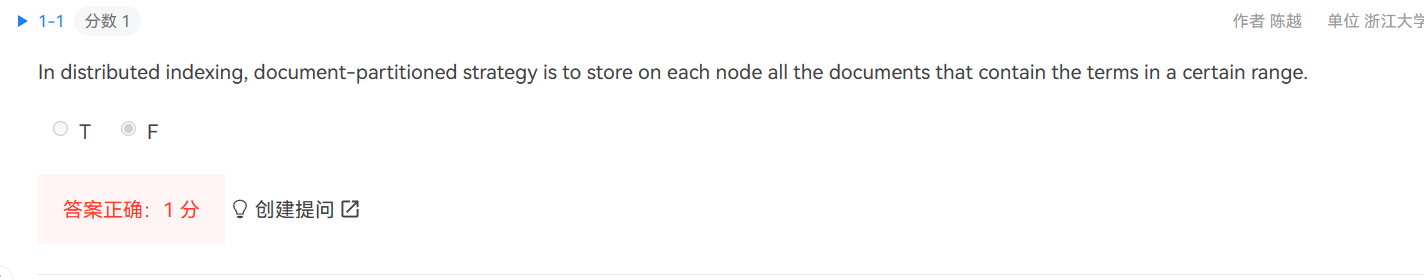 1-1 分数 1 作者 陈越 单位 浙江大学
In distributed indexing, document-partitioned strategy is to store on each node all the documents that contain the terms in a certain range.
T F
答案正确：1 分 创建提问